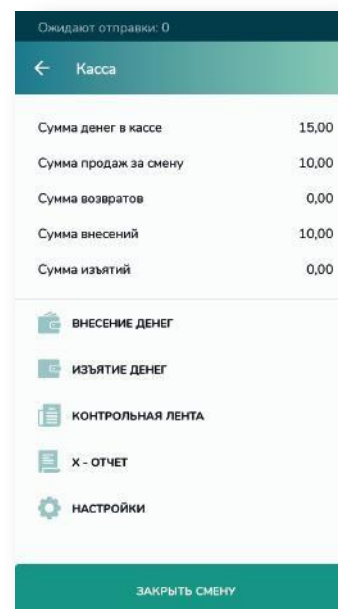 Ожидают отправки: 0
Касса
Сумма денег в кассе 15,00
Сумма продаж за смену 10,00
Сумма возвратов 0,00
Сумма внесений 10,00
Сумма изъятий 0,00
ВНЕСЕНИЕ ДЕНЕГ
ИЗЪЯТИЕ ДЕНЕГ
КОНТРОЛЬНАЯ ЛЕНТА
X - ОТЧЕТ
НАСТРОЙКИ
ЗАКРЫТЬ СМЕНУ